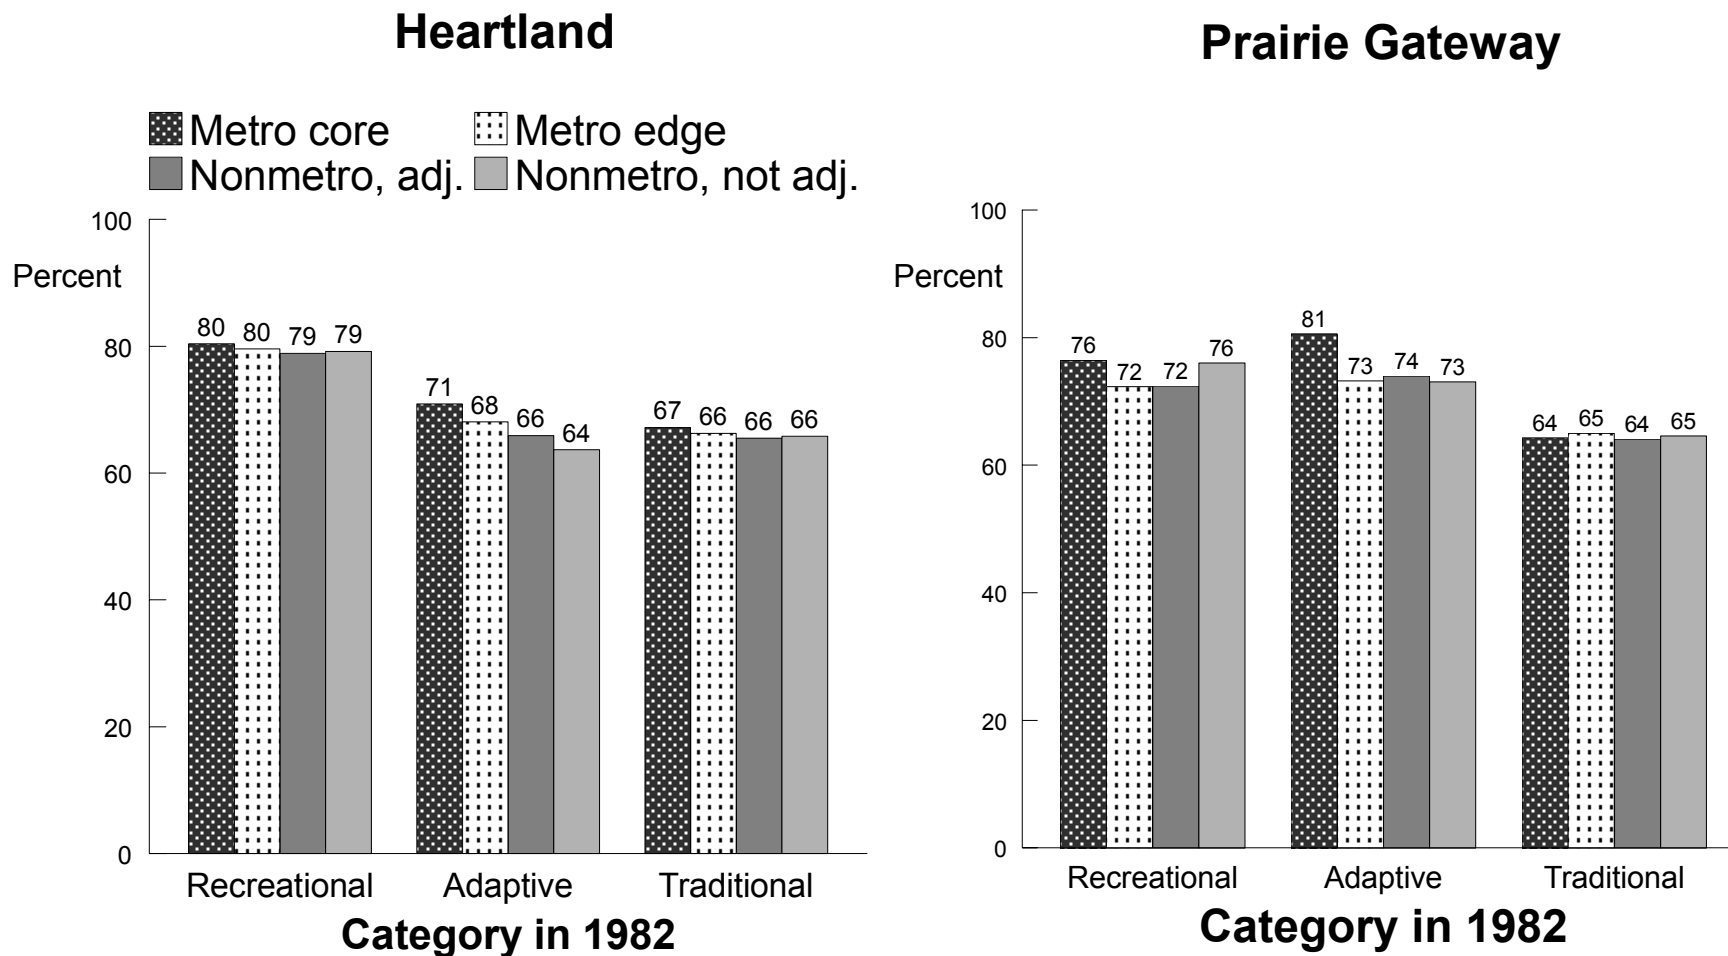 Heartland
Metro core Metro edge
Nonmetro, adj. Nonmetro, not adj.
100
Percent
80
60
40
20
0
80 80 79 79
71 68 66 64
67 66 66 66
Recreational Adaptive Traditional
Category in 1982
Prairie Gateway
100
Percent
80
60
40
20
0
76 72 72 76
81 73 74 73
64 65 64 65
Recreational Adaptive Traditional
Category in 1982